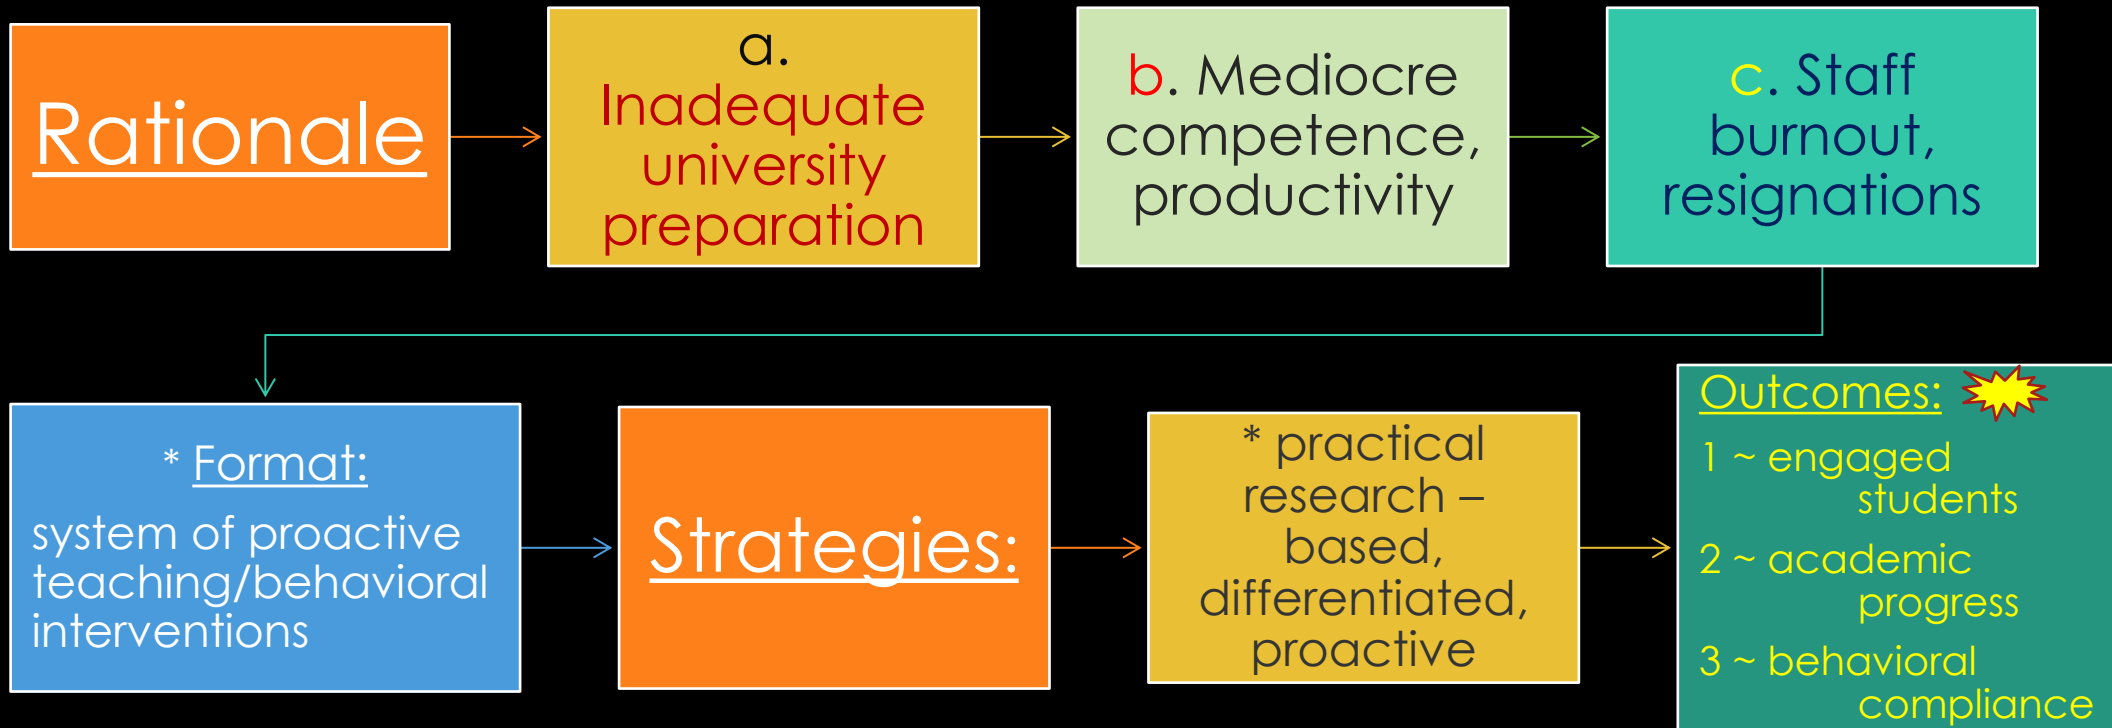 Rationale
a.
Inadequate
university
preparation
b. Mediocre
competence,
productivity
c. Staff
burnout,
resignations
* Format:
system of proactive
teaching/behavioral
interventions
Strategies:
* practical
research –
based,
differentiated,
proactive
Outcomes:
1 ~ engaged
students
2 ~ academic
progress
3 ~ behavioral
compliance